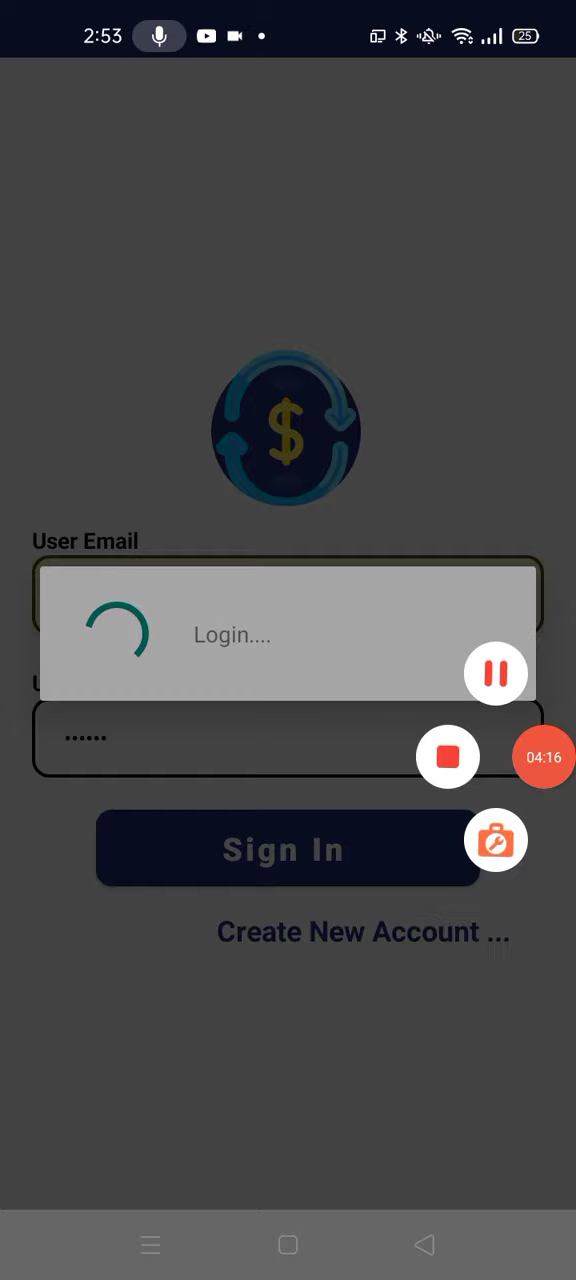 2:53
25
$
User Email
Login....
U
••••••
04:16
Sign In
Create New Account ...